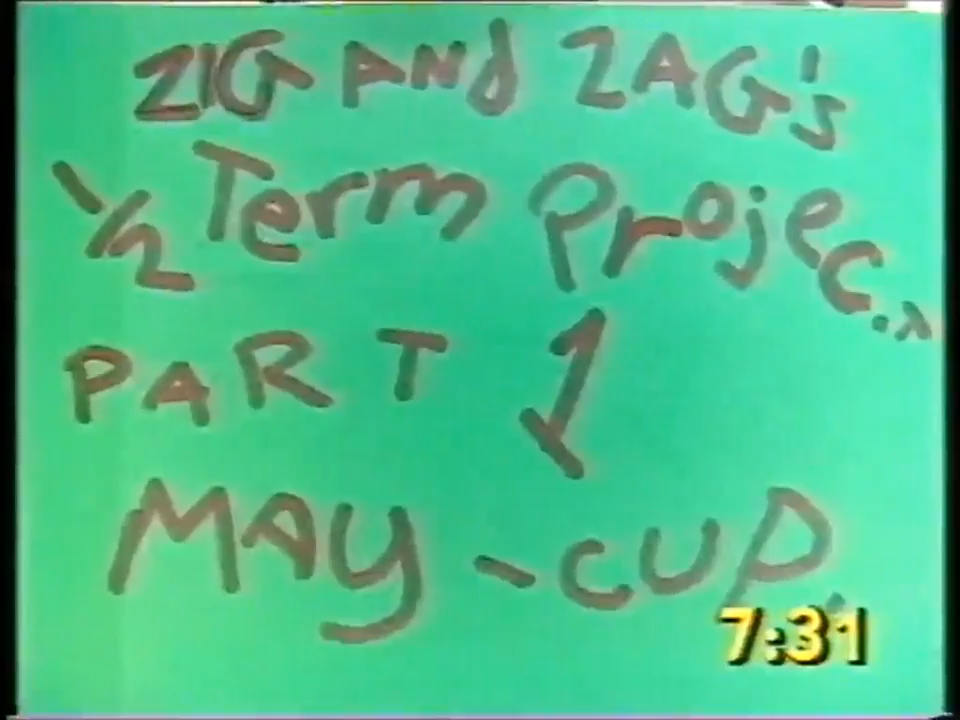 ZIG AND ZAG's
1/2 Term Projec.t
PART 1
MAY-CUP.
7:31